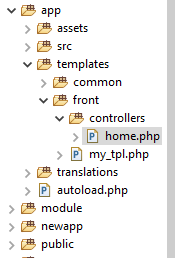 app
assets
src
templates
common
front
controllers
home.php
my_tpl.php
translations
autoload.php
module
newapp
public